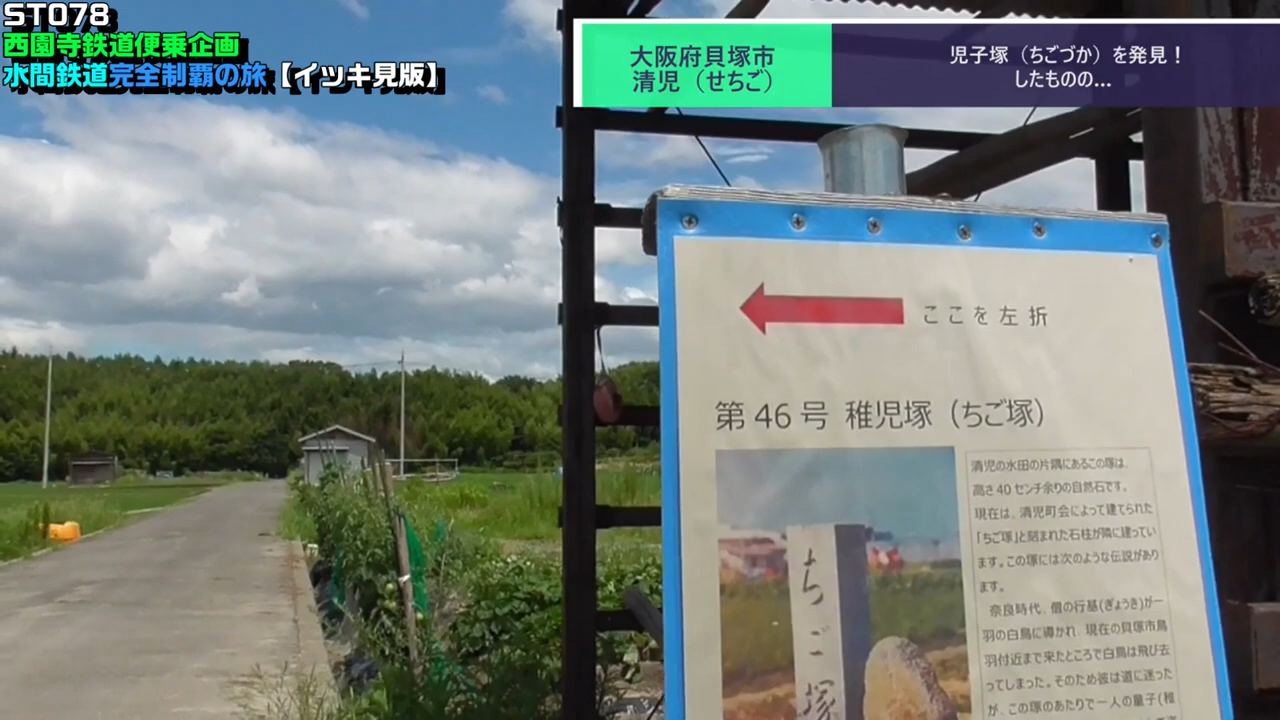 ST078
西園寺鉄道便乗企画
水間鉄道完全制覇の旅【イツキ見版】
大阪府貝塚市
清児（せちご）
児子塚（ちごづか）を発見！
したものの…
ここを左折
第46号 稚児塚（ちご塚）
ちご塚
清児の水田の片隅にあるこの塚は、
高さ40センチ余りの自然石です。
現在は、清児町会によって建てられた
「ちご塚」と刻まれた石柱が隣に建ってい
ます。この塚には次のような伝説があり
ます。
奈良時代、僧の行基(ぎょうき)が一
羽の白鳥に導かれ、現在の貝塚市鳥
羽付近まで来たところで白鳥は飛び去
ってしまった。そのため彼は道に迷った
が、この塚のあたりで一人の童子(稚